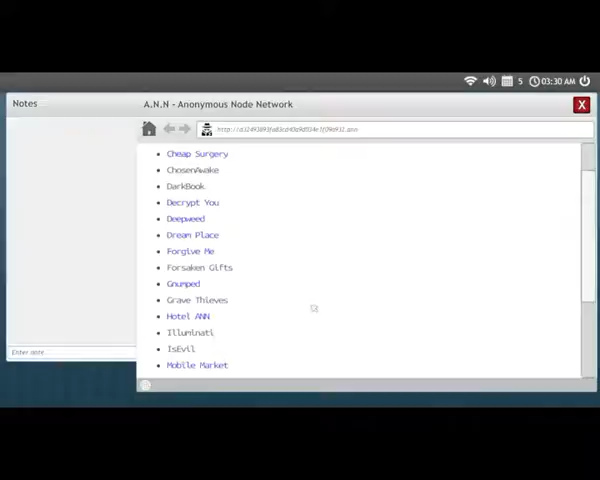 5 03:30 AM
Notes
A.N.N - Anonymous Node Network
X
Cheap Surgery
ChosenAwake
DarkBook
Decrypt You
Deepweed
Dream Place
Forgive Me
Forsaken Gifts
Gnumped
Grave Thieves
Hotel ANN
Illuminati
IsEvil
Mobile Market
Enter note...